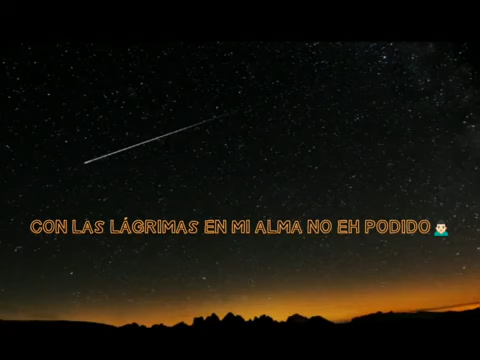 CON LAS LÁGRIMAS EN MI ALMA NO EH PODIDO🙍🏻‍♂️